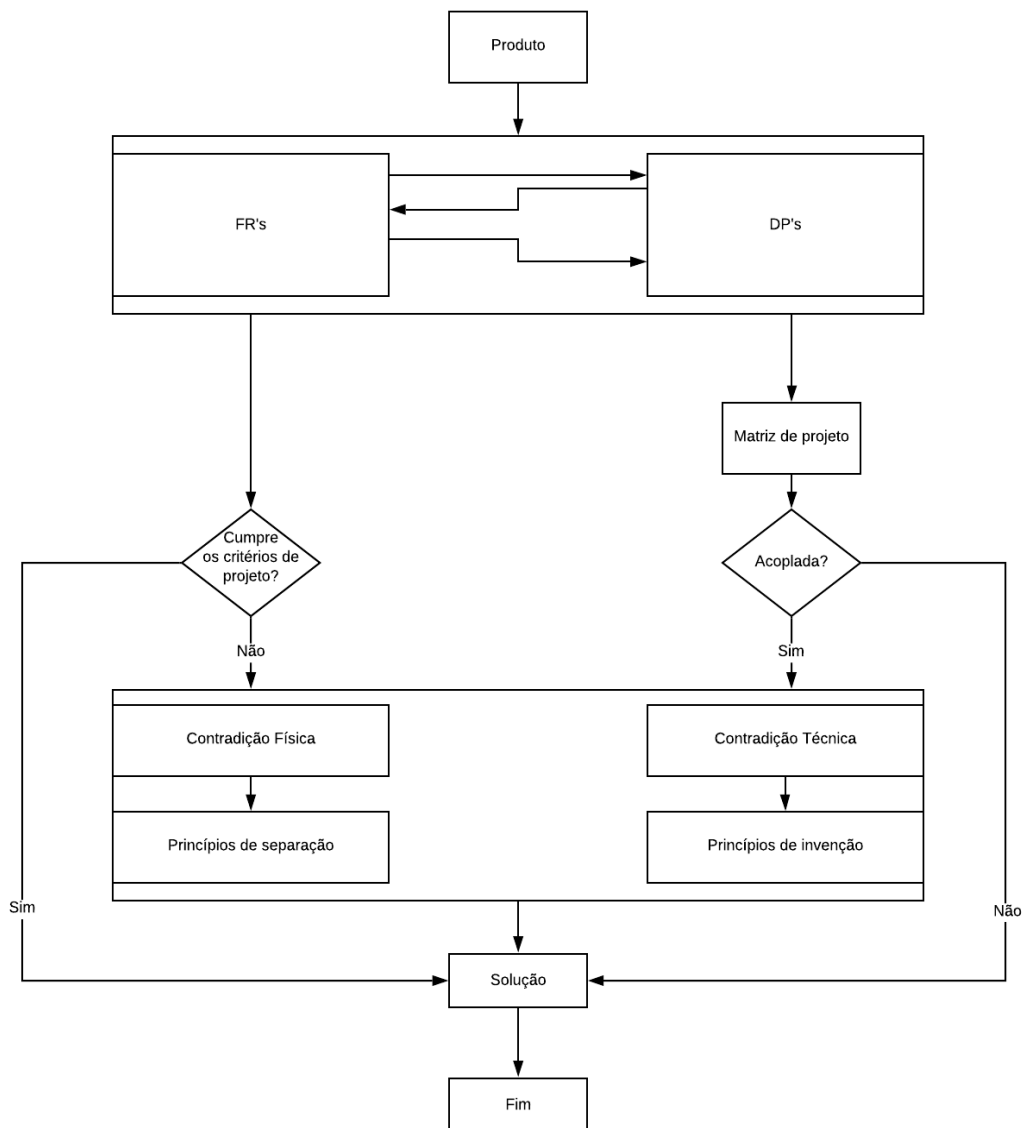 Produto
FR's
DP's
Matriz de projeto
Cumpre
os critérios de
projeto?
Acoplada?
Não
Sim
Contradição Física
Contradição Técnica
Princípios de separação
Princípios de invenção
Sim
Não
Solução
Fim